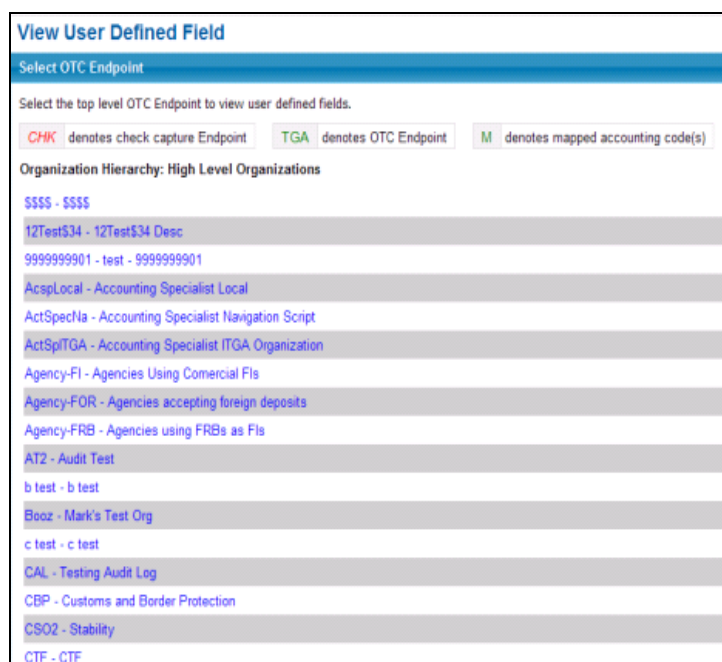 View User Defined Field
Select OTC Endpoint
Select the top level OTC Endpoint to view user defined fields.
CHK denotes check capture Endpoint TGA denotes OTC Endpoint M denotes mapped accounting code(s)
Organization Hierarchy: High Level Organizations
$$$$ - $$$$
12Test$34 - 12Test$34 Desc
9999999901 - test - 9999999901
AcspLocal - Accounting Specialist Local
ActSpecNa - Accounting Specialist Navigation Script
ActSplTGA - Accounting Specialist lTGA Organization
Agency-FI - Agencies Using Comercial FIs
Agency-FOR - Agencies accepting foreign deposits
Agency-FRB - Agencies using FRBs as FIs
AT2 - Audit Test
b test - b test
Booz - Mark's Test Org
c test - c test
CAL - Testing Audit Log
CBP - Customs and Border Protection
CSO2 - Stability
CTF - CTF